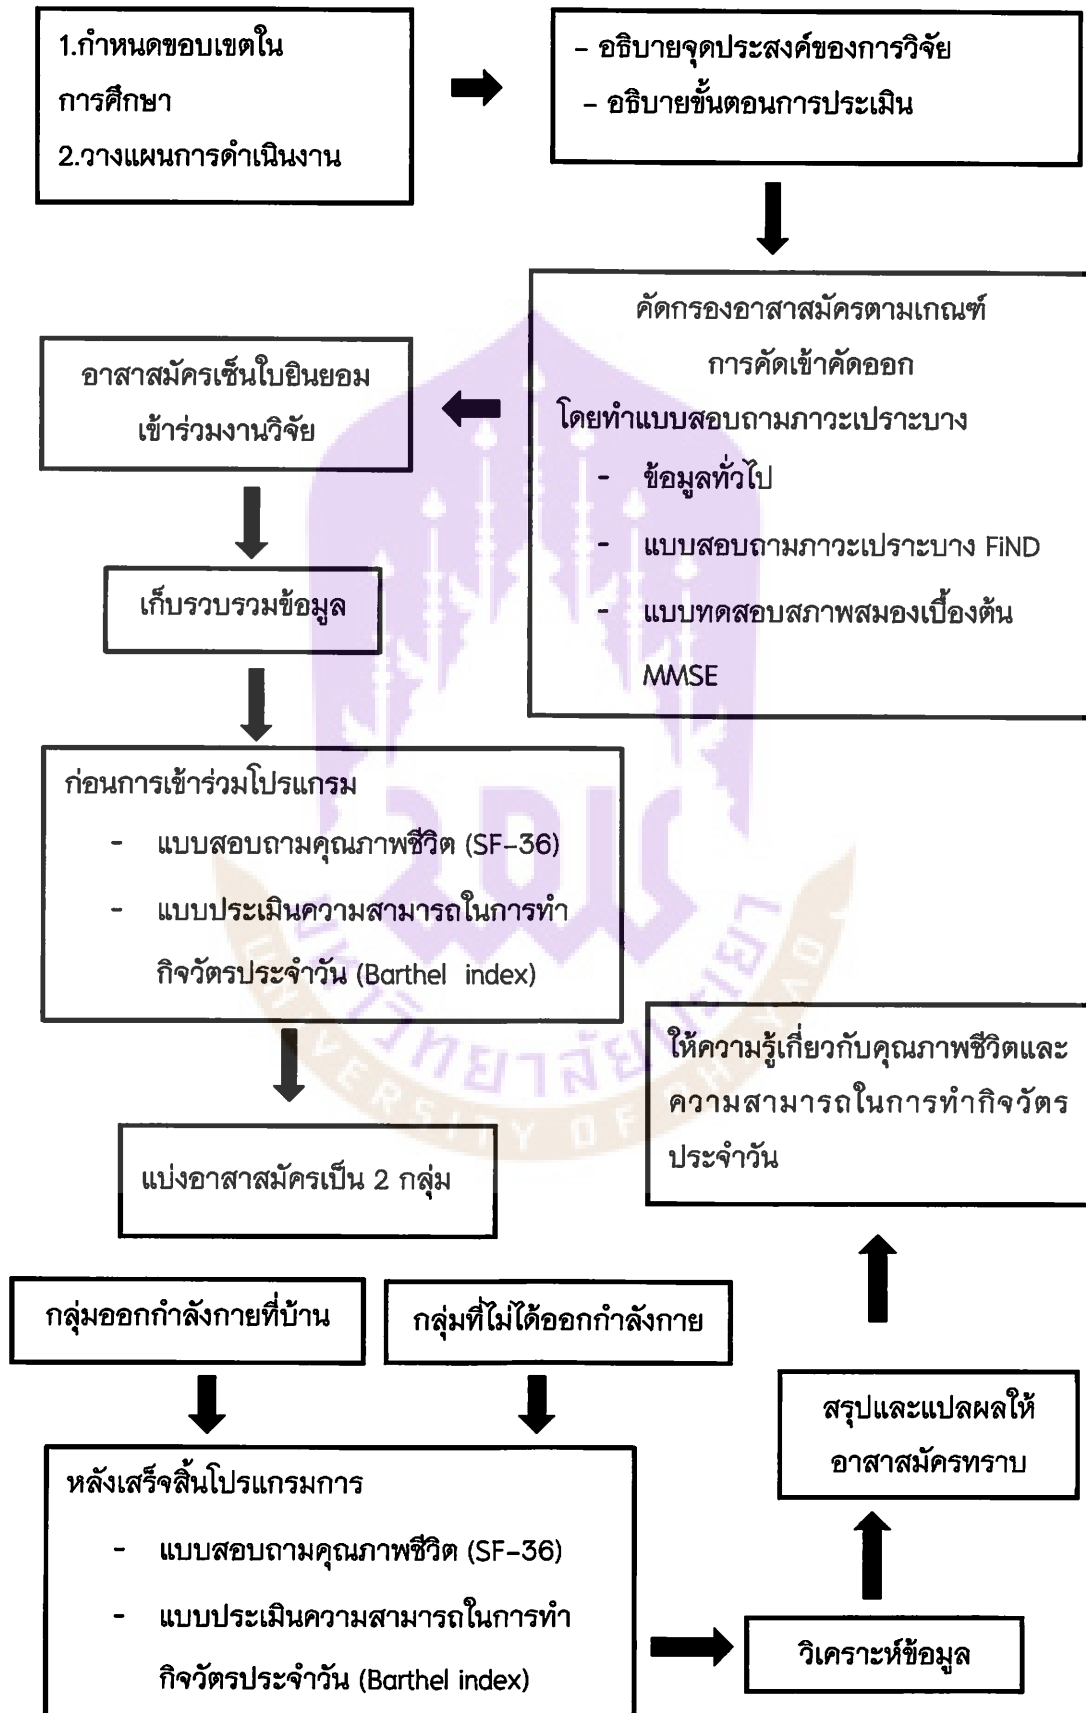 1.กำหนดขอบเขตใน
การศึกษา
2.วางแผนการดำเนินงาน
- อธิบายจุดประสงค์ของการวิจัย
- อธิบายขั้นตอนการประเมิน
คัดกรองอาสาสมัครตามเกณฑ์
การคัดเข้าคัดออก
โดยทำแบบสอบถามภาวะเปราะบาง
- ข้อมูลทั่วไป
- แบบสอบถามภาวะเปราะบาง FiND
- แบบทดสอบสภาพสมองเบื้องต้น
MMSE
อาสาสมัครเซ็นใบยินยอม
เข้าร่วมงานวิจัย
เก็บรวบรวมข้อมูล
ก่อนการเข้าร่วมโปรแกรม
- แบบสอบถามคุณภาพชีวิต (SF-36)
- แบบประเมินความสามารถในการทำ
กิจวัตรประจำวัน (Barthel index)
แบ่งอาสาสมัครเป็น 2 กลุ่ม
กลุ่มออกกำลังกายที่บ้าน
กลุ่มที่ไม่ได้ออกกำลังกาย
หลังเสร็จสิ้นโปรแกรมการ
- แบบสอบถามคุณภาพชีวิต (SF-36)
- แบบประเมินความสามารถในการทำ
กิจวัตรประจำวัน (Barthel index)
วิเคราะห์ข้อมูล
สรุปและแปลผลให้
อาสาสมัครทราบ
ให้ความรู้เกี่ยวกับคุณภาพชีวิตและ
ความสามารถในการทำกิจวัตร
ประจำวัน
มหาวิทยาลัยพะเยา
UNIVERSITY OF PHAYAO